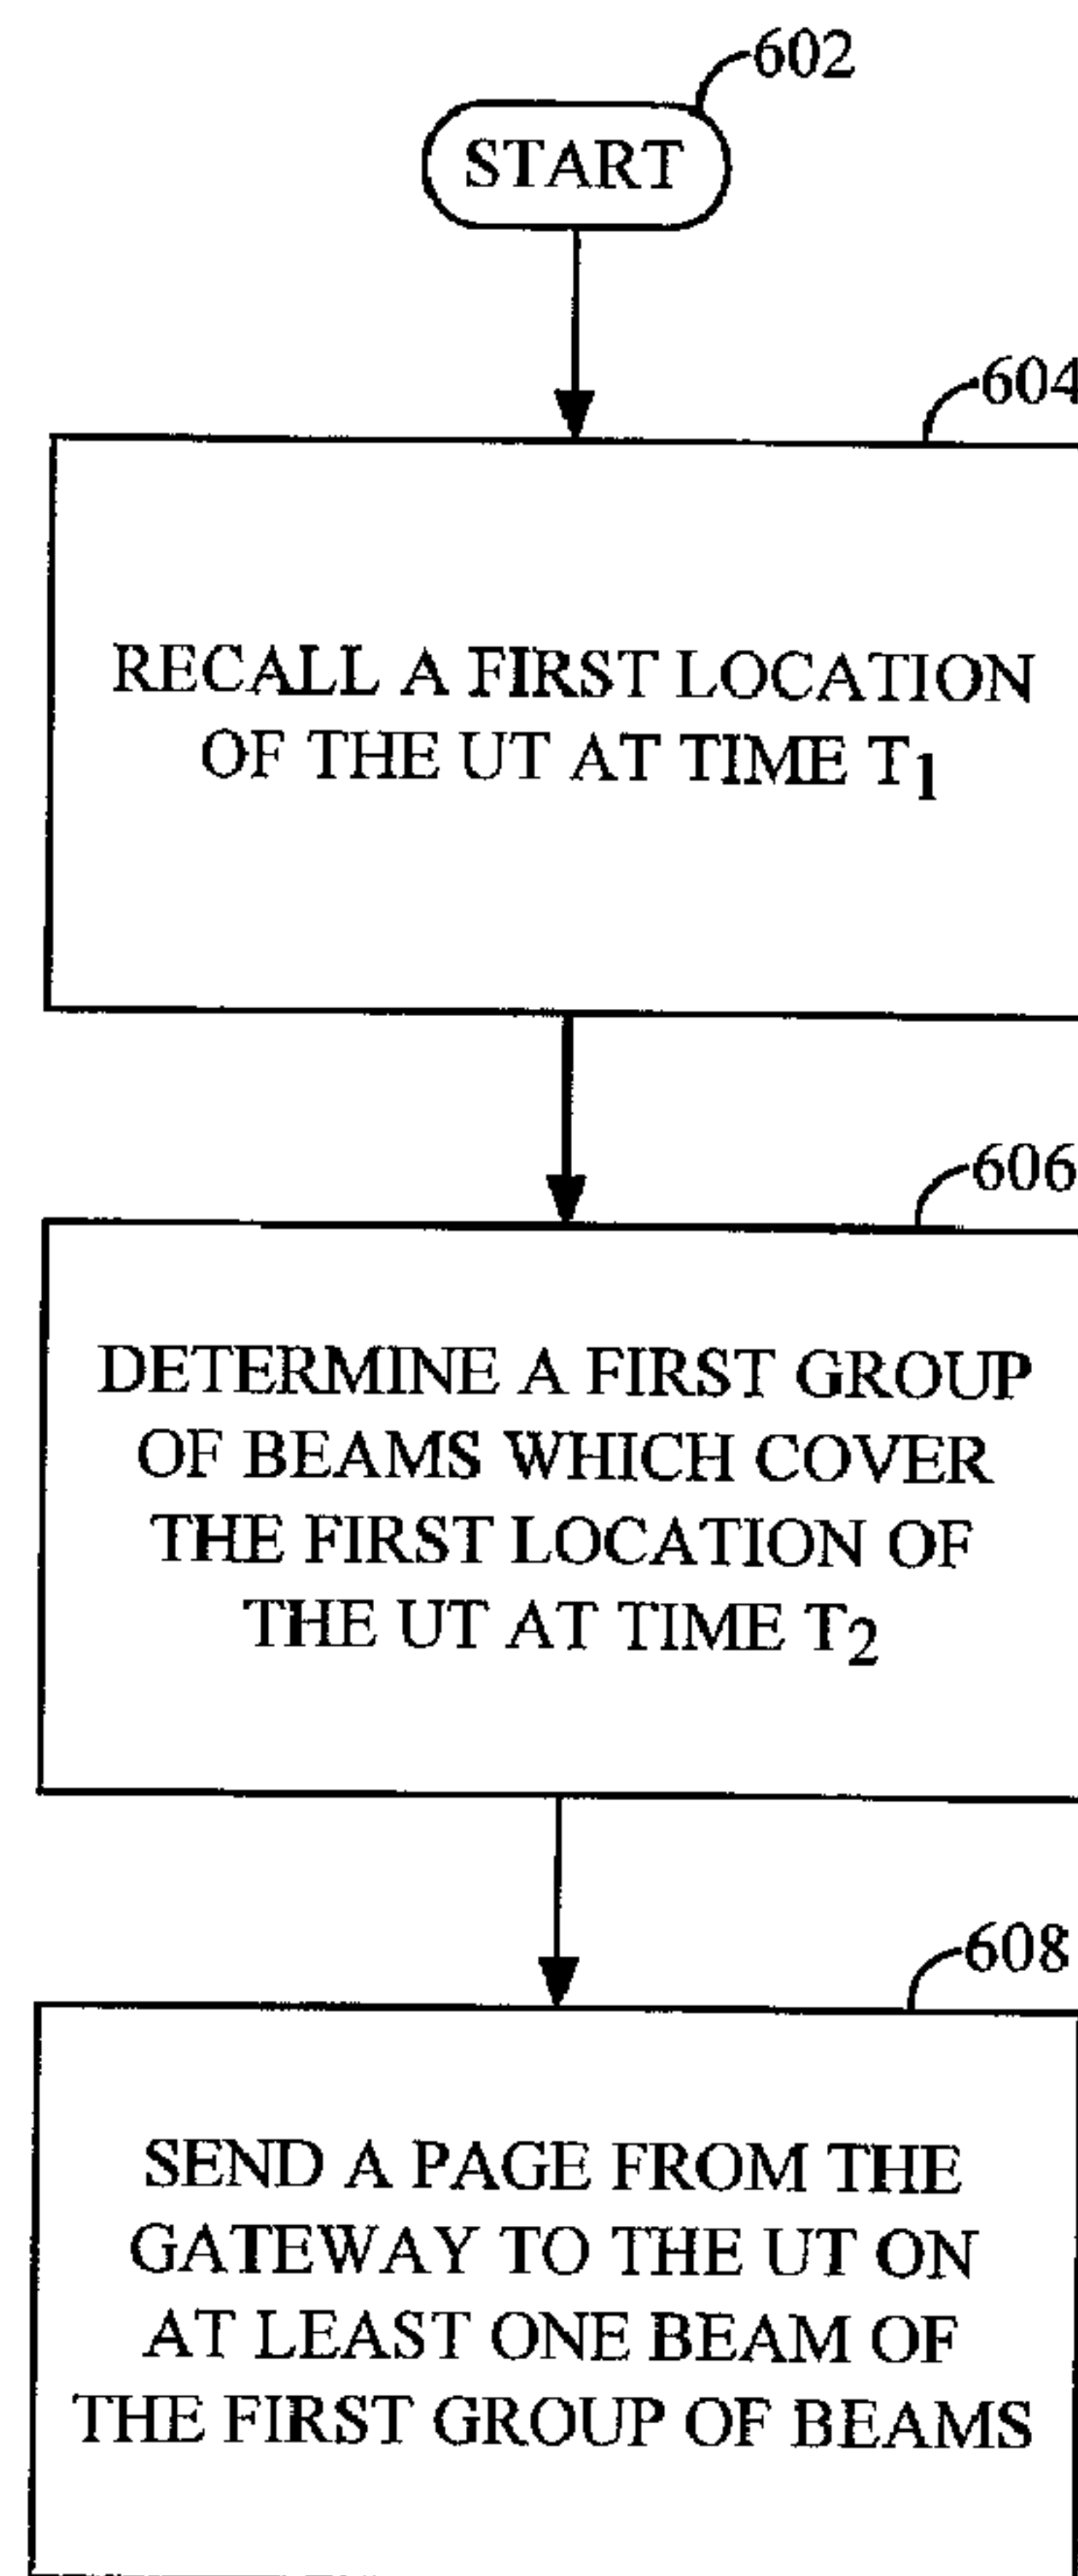 602
START
604
RECALL A FIRST LOCATION
OF THE UT AT TIME T1
606
DETERMINE A FIRST GROUP
OF BEAMS WHICH COVER
THE FIRST LOCATION OF
THE UT AT TIME T2
608
SEND A PAGE FROM THE
GATEWAY TO THE UT ON
AT LEAST ONE BEAM OF
THE FIRST GROUP OF BEAMS